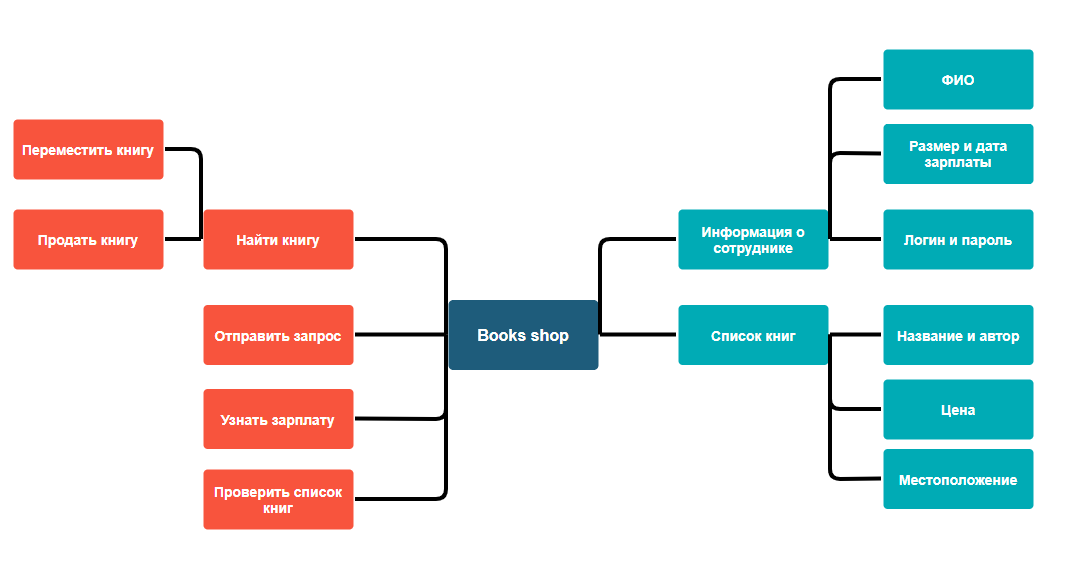 ФИО
Переместить книгу
Размер и дата
зарплаты
Продать книгу
Найти книгу
Информация о
сотруднике
Логин и пароль
Отправить запрос
Books shop
Список книг
Название и автор
Узнать зарплату
Цена
Проверить список
книг
Местоположение